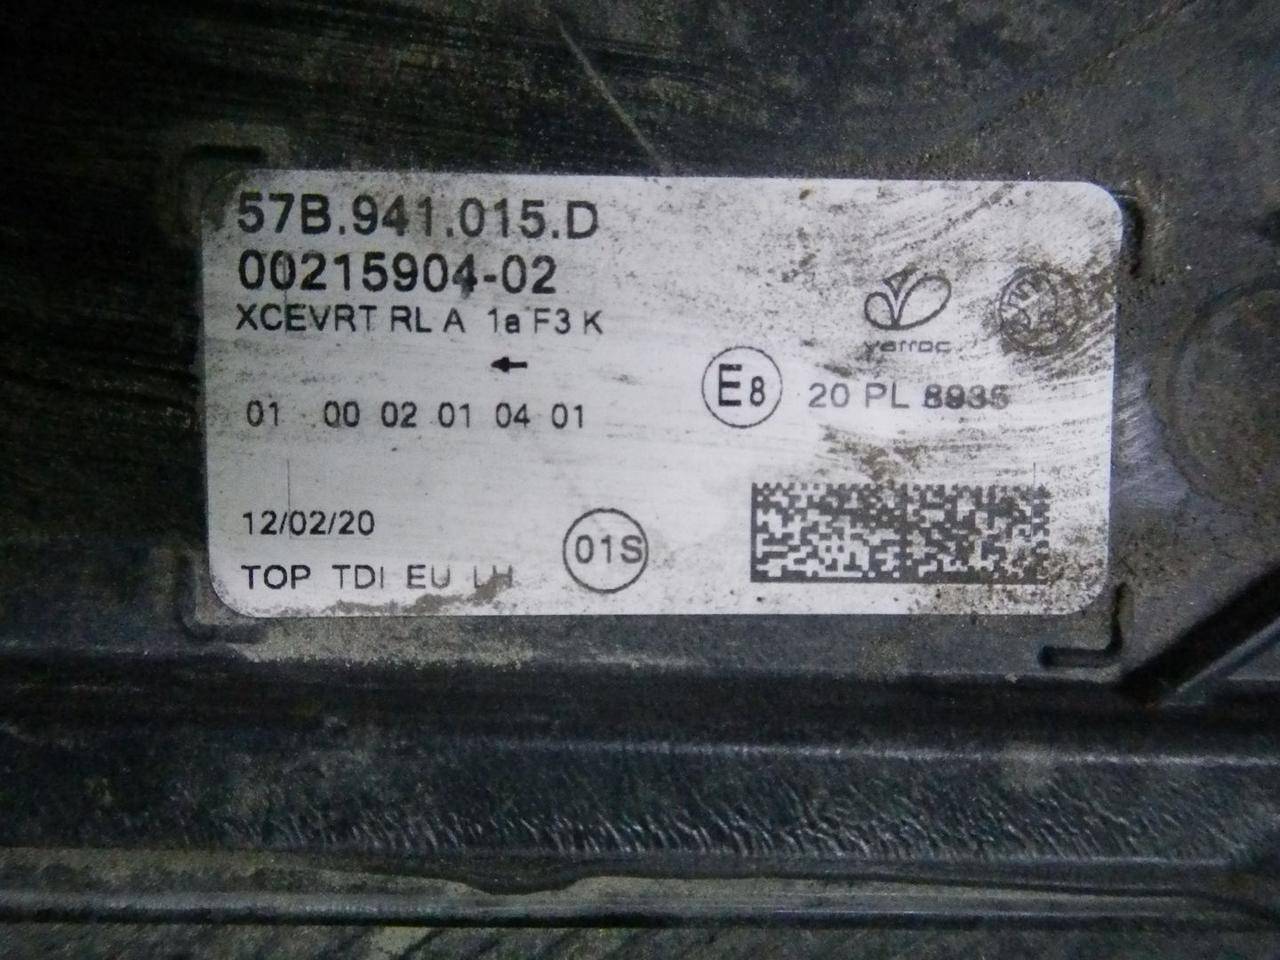 57B.941.015.D
00215904-02
XCEVRT RL A 1a F3 K
01 00 02 01 04 01
12/02/20
TOP TDI EU LH
01S
varroc
E8
20 PL 8935